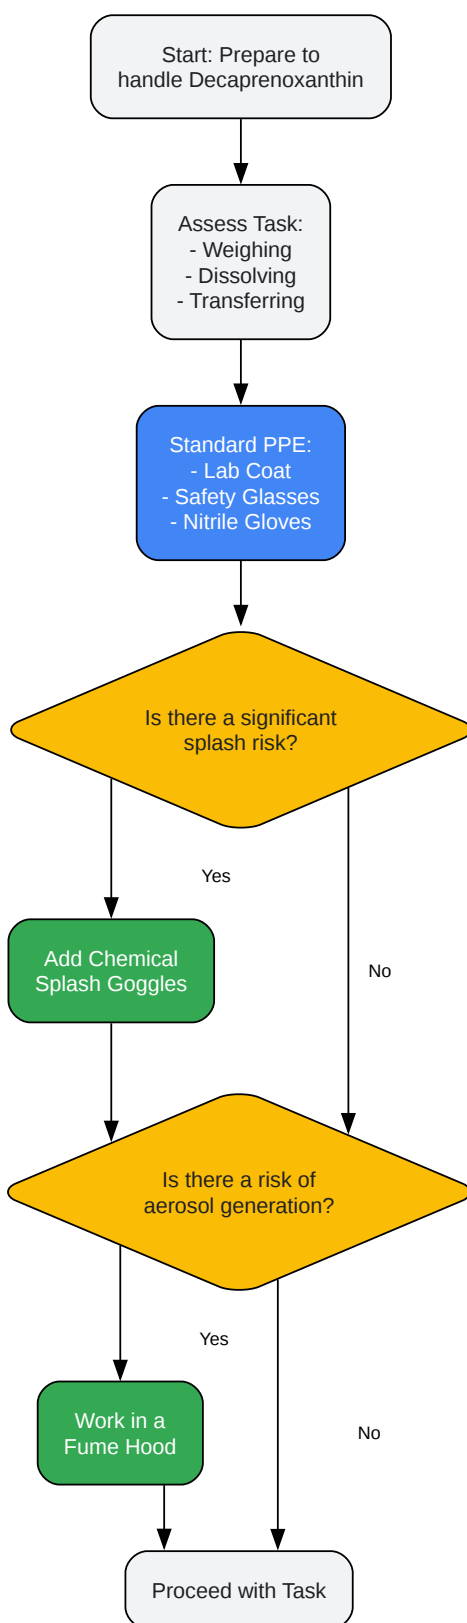 Start: Prepare to
handle Decaprenoxanthin
Assess Task:
- Weighing
- Dissolving
- Transferring
Standard PPE:
- Lab Coat
- Safety Glasses
- Nitrile Gloves
Is there a significant
splash risk?
Yes
Add Chemical
Splash Goggles
No
Is there a risk of
aerosol generation?
Yes
Work in a
Fume Hood
No
Proceed with Task